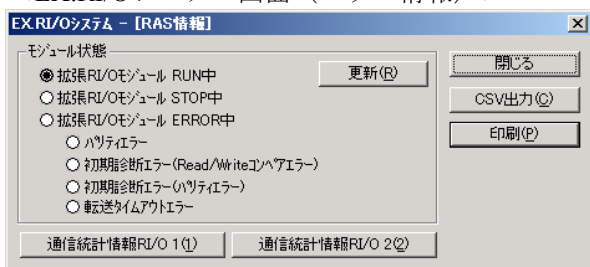 EX.RI/Oシステム - [RAS情報]
モジュール状態
拡張RI/Oモジュール RUN中
更新(R)
閉じる
拡張RI/Oモジュール STOP中
CSV出力(C)
拡張RI/Oモジュール ERROR中
印刷(P)
パリティエラー
初期診断エラー(Read/Writeコンペアエラー)
初期診断エラー(パリティエラー)
転送タイムアウトエラー
通信統計情報RI/O 1(1)
通信統計情報RI/O 2(2)